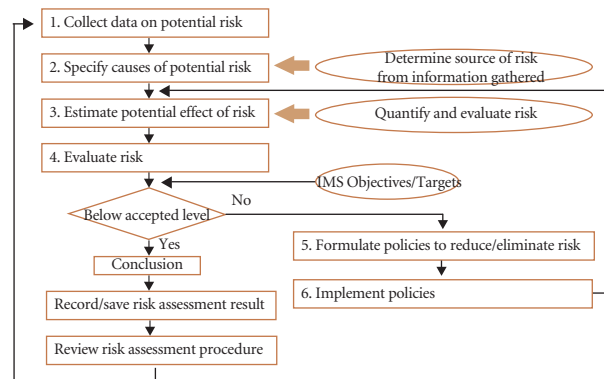 1. Collect data on potential risk
2. Specify causes of potential risk
Determine source of risk
from information gathered
3. Estimate potential effect of risk
Quantify and evaluate risk
4. Evaluate risk
IMS Objectives/Targets
Below accepted level
No
Yes
5. Formulate policies to reduce/eliminate risk
Conclusion
6. Implement policies
Record/save risk assessment result
Review risk assessment procedure